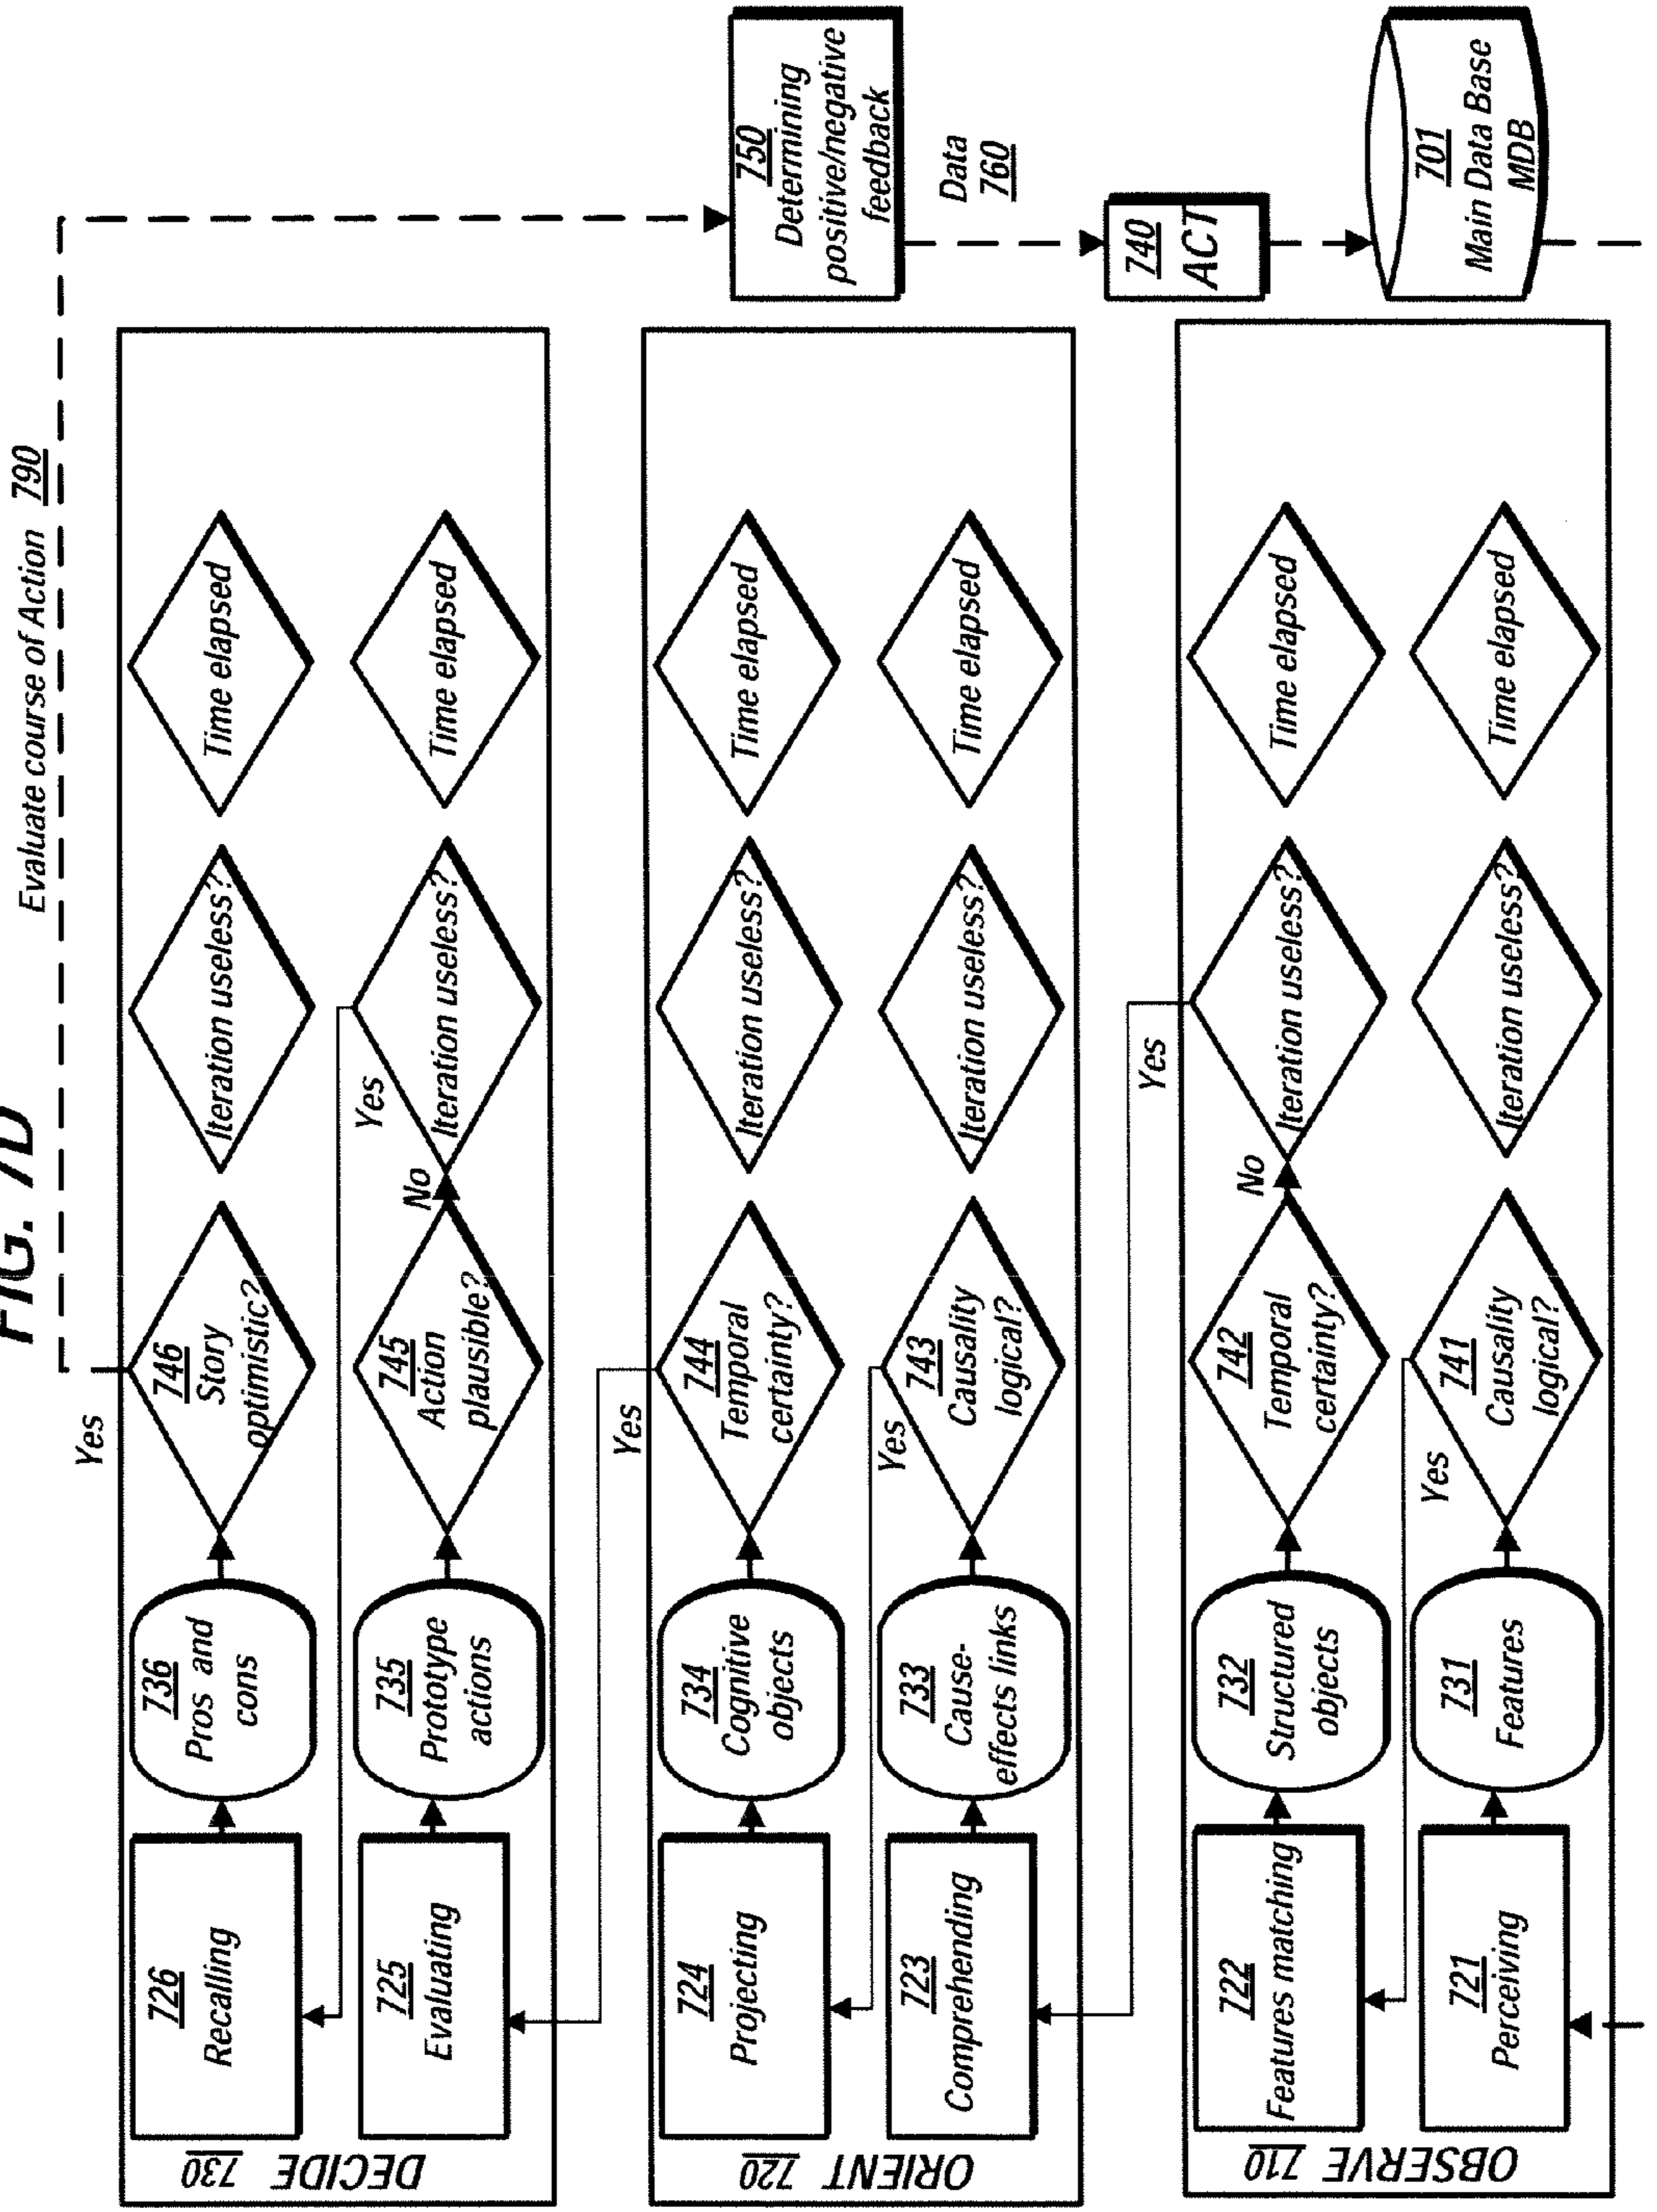 FIG. 7D
Evaluate course of Action 790
Yes
DECIDE 730
726
Recalling
736
Pros and
cons
746
Story
optimistic?
Iteration useless?
Time elapsed
Yes
725
Evaluating
735
Prototype
actions
745
Action
plausible?
No
Iteration useless?
Time elapsed
Yes
ORIENT 720
724
Projecting
734
Cognitive
objects
744
Temporal
certainty?
Iteration useless?
Time elapsed
Yes
723
Comprehending
733
Cause-
effects links
743
Causality
logical?
Iteration useless?
Time elapsed
Yes
OBSERVE 710
722
Features matching
732
Structured
objects
742
Temporal
certainty?
No
Iteration useless?
Time elapsed
Yes
721
Perceiving
731
Features
741
Causality
logical?
Iteration useless?
Time elapsed
750
Determining
positive/negative
feedback
Data
760
740
ACT
701
Main Data Base
MDB